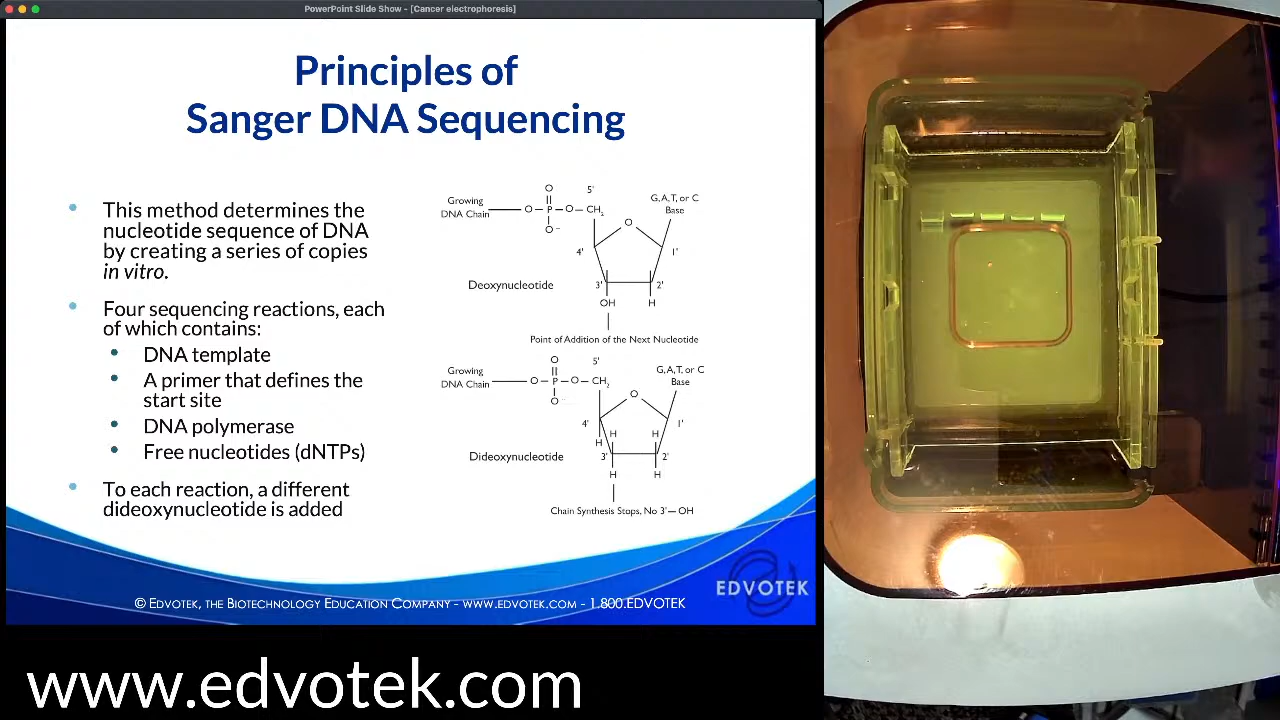 PowerPoint Slide Show - [Cancer electrophoresis]
Principles of
Sanger DNA Sequencing
This method determines the
nucleotide sequence of DNA
by creating a series of copies
in vitro.
Four sequencing reactions, each
of which contains:
DNA template
A primer that defines the
start site
DNA polymerase
Free nucleotides (dNTPs)
To each reaction, a different
dideoxynucleotide is added
Growing
DNA Chain
O
O – P – O – CH2
O-
5'
G, A, T, or C
Base
O
4'
1'
3'
2'
OH
H
Deoxynucleotide
Point of Addition of the Next Nucleotide
Growing
DNA Chain
O
O – P – O – CH2
O-
5'
G, A, T, or C
Base
O
4'
1'
H
H
H
3'
2'
H
H
Dideoxynucleotide
Chain Synthesis Stops, No 3'— OH
EDVOTEK
© EDVOTEK, THE BIOTECHNOLOGY EDUCATION COMPANY - WWW.EDVOTEK.COM - 1.800.EDVOTEK
www.edvotek.com